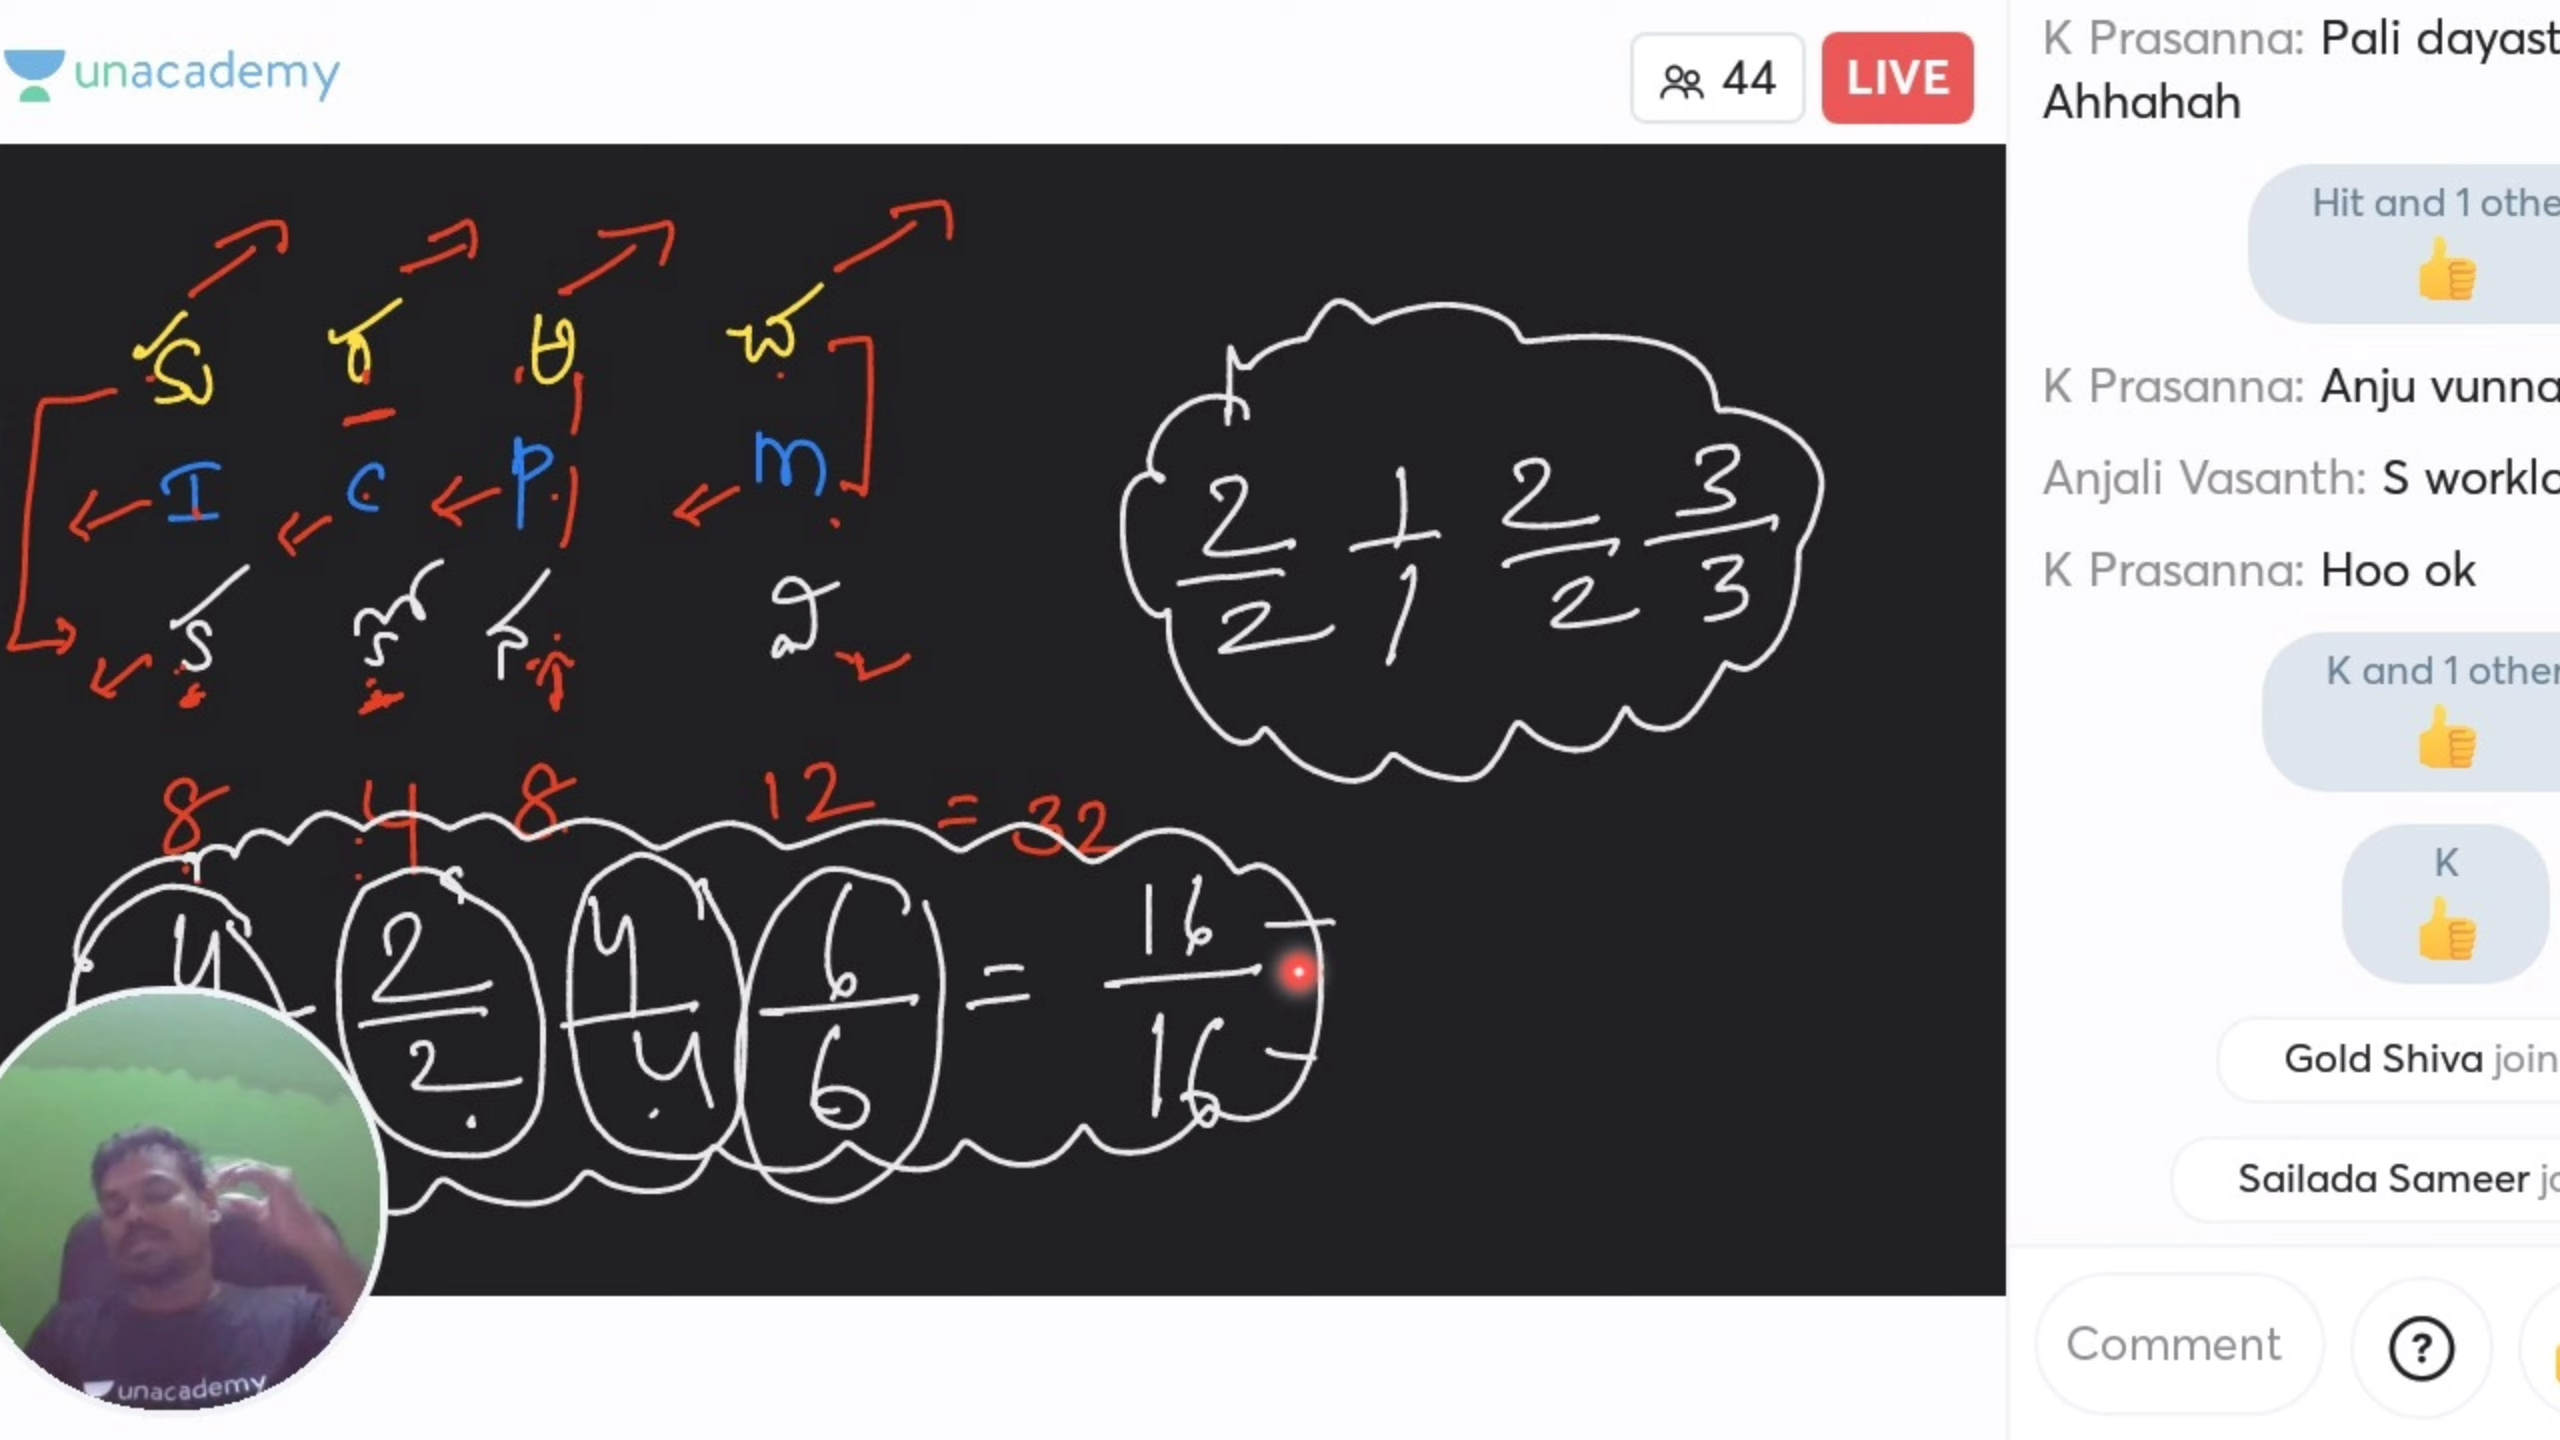 unacademy
44
LIVE
I C P m
8 4 8 12 = 32
2 1 2 3
2 1 2 3
4 2 4 6 = 16
2 4 6 16
unacademy
K Prasanna: Pali dayast
Ahhahah
Hit and 1 othe
K Prasanna: Anju vunna
Anjali Vasanth: S worklo
K Prasanna: Hoo ok
K and 1 other
K
Gold Shiva join
Sailada Sameer jo
Comment
?